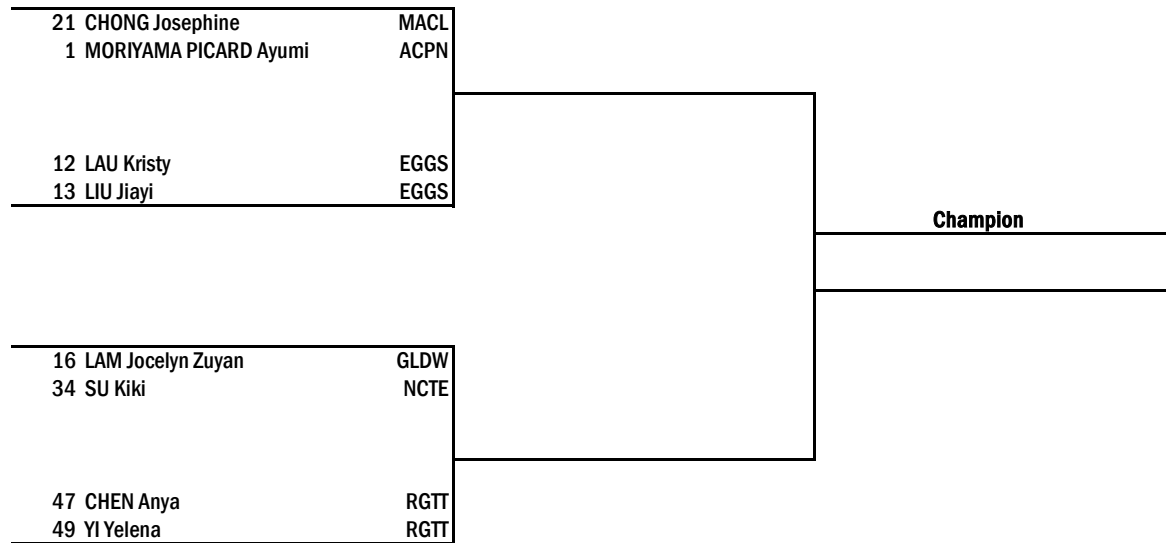 21 CHONG Josephine MACL
1 MORIYAMA PICARD Ayumi ACPN
12 LAU Kristy EGGS
13 LIU Jiayi EGGS
Champion
16 LAM Jocelyn Zuyan GLDW
34 SU Kiki NCTE
47 CHEN Anya RGTT
49 YI Yelena RGTT